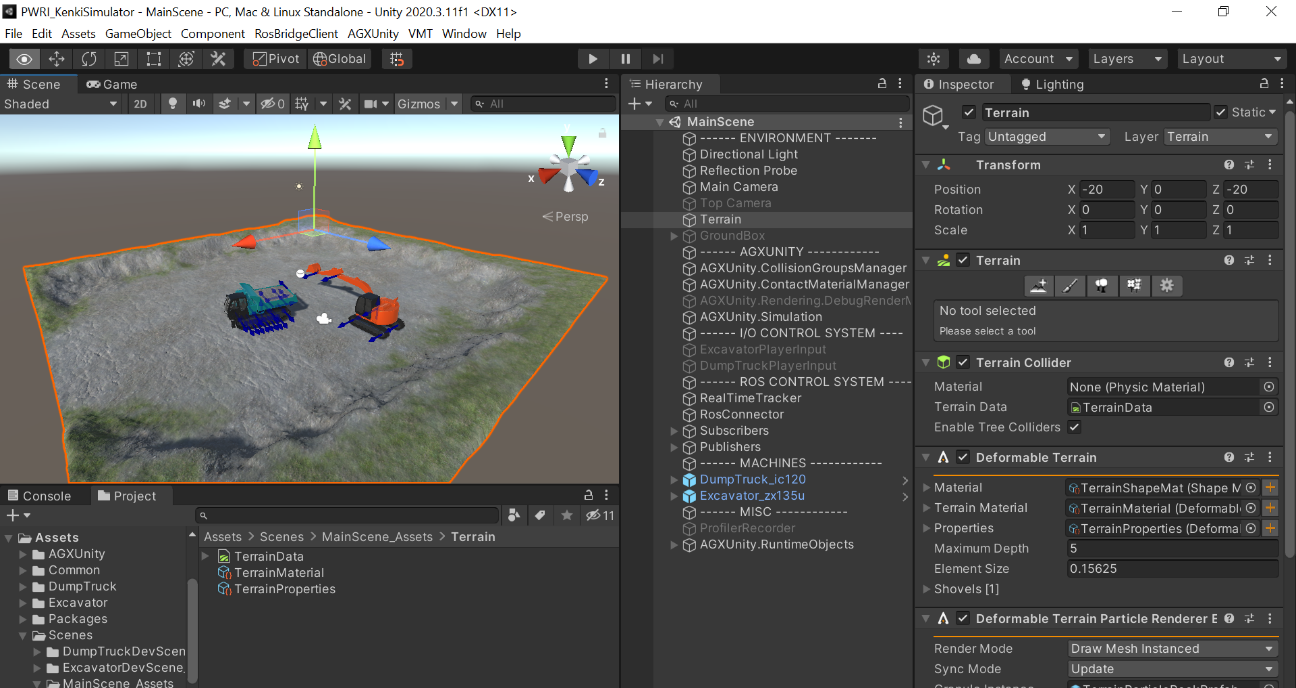 PWRI_KenkiSimulator - MainScene - PC, Mac & Linux Standalone - Unity 2020.3.11f1 <DX11>
File Edit Assets GameObject Component RosBridgeClient AGXUnity VMT Window Help
Pivot Global Account Layers Layout
Scene Game
Shaded 2D 0 Gizmos All
X Z
Persp
Hierarchy
All
MainScene
------ ENVIRONMENT -------
Directional Light
Reflection Probe
Main Camera
Top Camera
Terrain
GroundBox
------ AGXUNITY ------------
AGXUnity.CollisionGroupsManager
AGXUnity.ContactMaterialManager
AGXUnity.Rendering.DebugRenderM
AGXUnity.Simulation
------ I/O CONTROL SYSTEM ----
ExcavatorPlayerInput
DumpTruckPlayerInput
------ ROS CONTROL SYSTEM ----
RealTimeTracker
RosConnector
Subscribers
Publishers
------ MACHINES ------------
DumpTruck_ic120
Excavator_zx135u
------ MISC ------------
ProfilerRecorder
AGXUnity.RuntimeObjects
Inspector Lighting
Terrain Static
Tag Untagged Layer Terrain
Transform
Position X -20 Y 0 Z -20
Rotation X 0 Y 0 Z 0
Scale X 1 Y 1 Z 1
Terrain
No tool selected
Please select a tool
Terrain Collider
Material None (Physic Material)
Terrain Data TerrainData
Enable Tree Colliders
Deformable Terrain
Material TerrainShapeMat (Shape M
Terrain Material TerrainMaterial (Deformable
Properties TerrainProperties (Deforma
Maximum Depth 5
Element Size 0.15625
Shovels [1]
Deformable Terrain Particle Renderer E
Render Mode Draw Mesh Instanced
Sync Mode Update
Granule Instance
Console Project
11
Assets
AGXUnity
Common
DumpTruck
Excavator
Packages
Scenes
DumpTruckDevScen
ExcavatorDevScene
MainScene_Assets
Assets > Scenes > MainScene_Assets > Terrain
TerrainData
TerrainMaterial
TerrainProperties